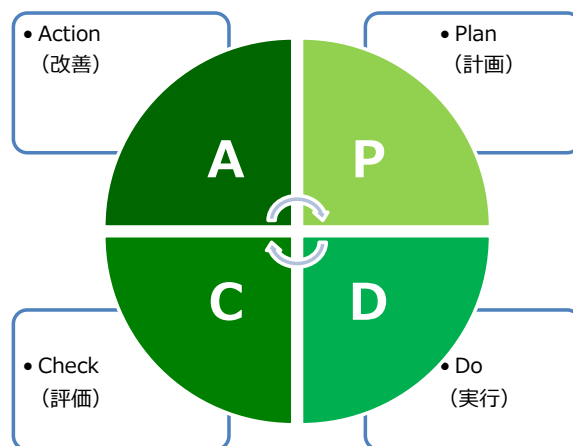 • Action
（改善）
• Plan
（計画）
A
P
C
D
• Check
（評価）
• Do
（実行）